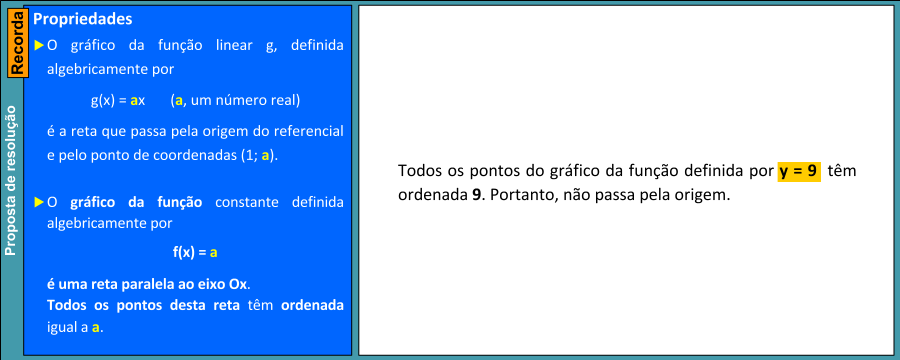 Recorda
Proposta de resolução
Propriedades
O gráfico da função linear g, definida
algebricamente por
g(x) = ax (a, um número real)
é a reta que passa pela origem do referencial
e pelo ponto de coordenadas (1; a).
O gráfico da função constante definida
algebricamente por
f(x) = a
é uma reta paralela ao eixo Ox.
Todos os pontos desta reta têm ordenada
igual a a.
Todos os pontos do gráfico da função definida por y = 9 têm
ordenada 9. Portanto, não passa pela origem.